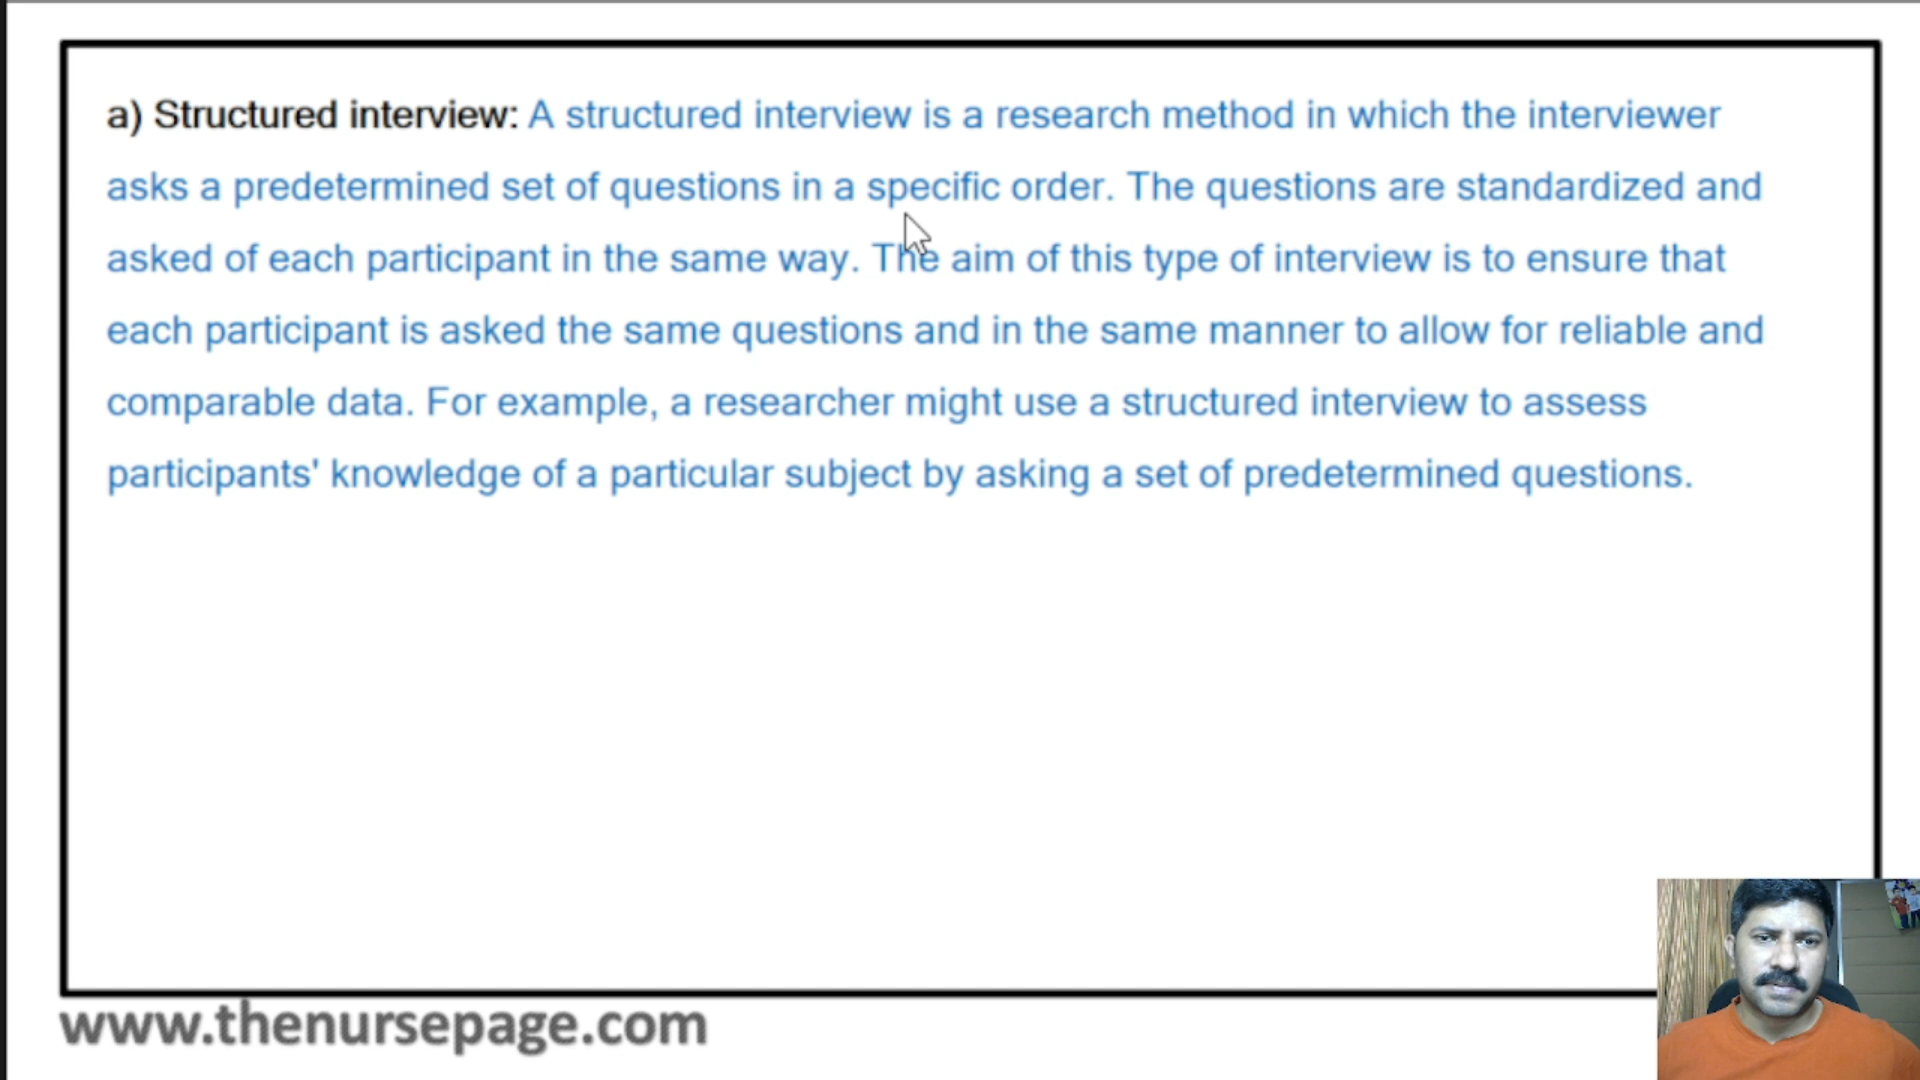 a) Structured interview: A structured interview is a research method in which the interviewer
asks a predetermined set of questions in a specific order. The questions are standardized and
asked of each participant in the same way. The aim of this type of interview is to ensure that
each participant is asked the same questions and in the same manner to allow for reliable and
comparable data. For example, a researcher might use a structured interview to assess
participants' knowledge of a particular subject by asking a set of predetermined questions.
www.thenursepage.com